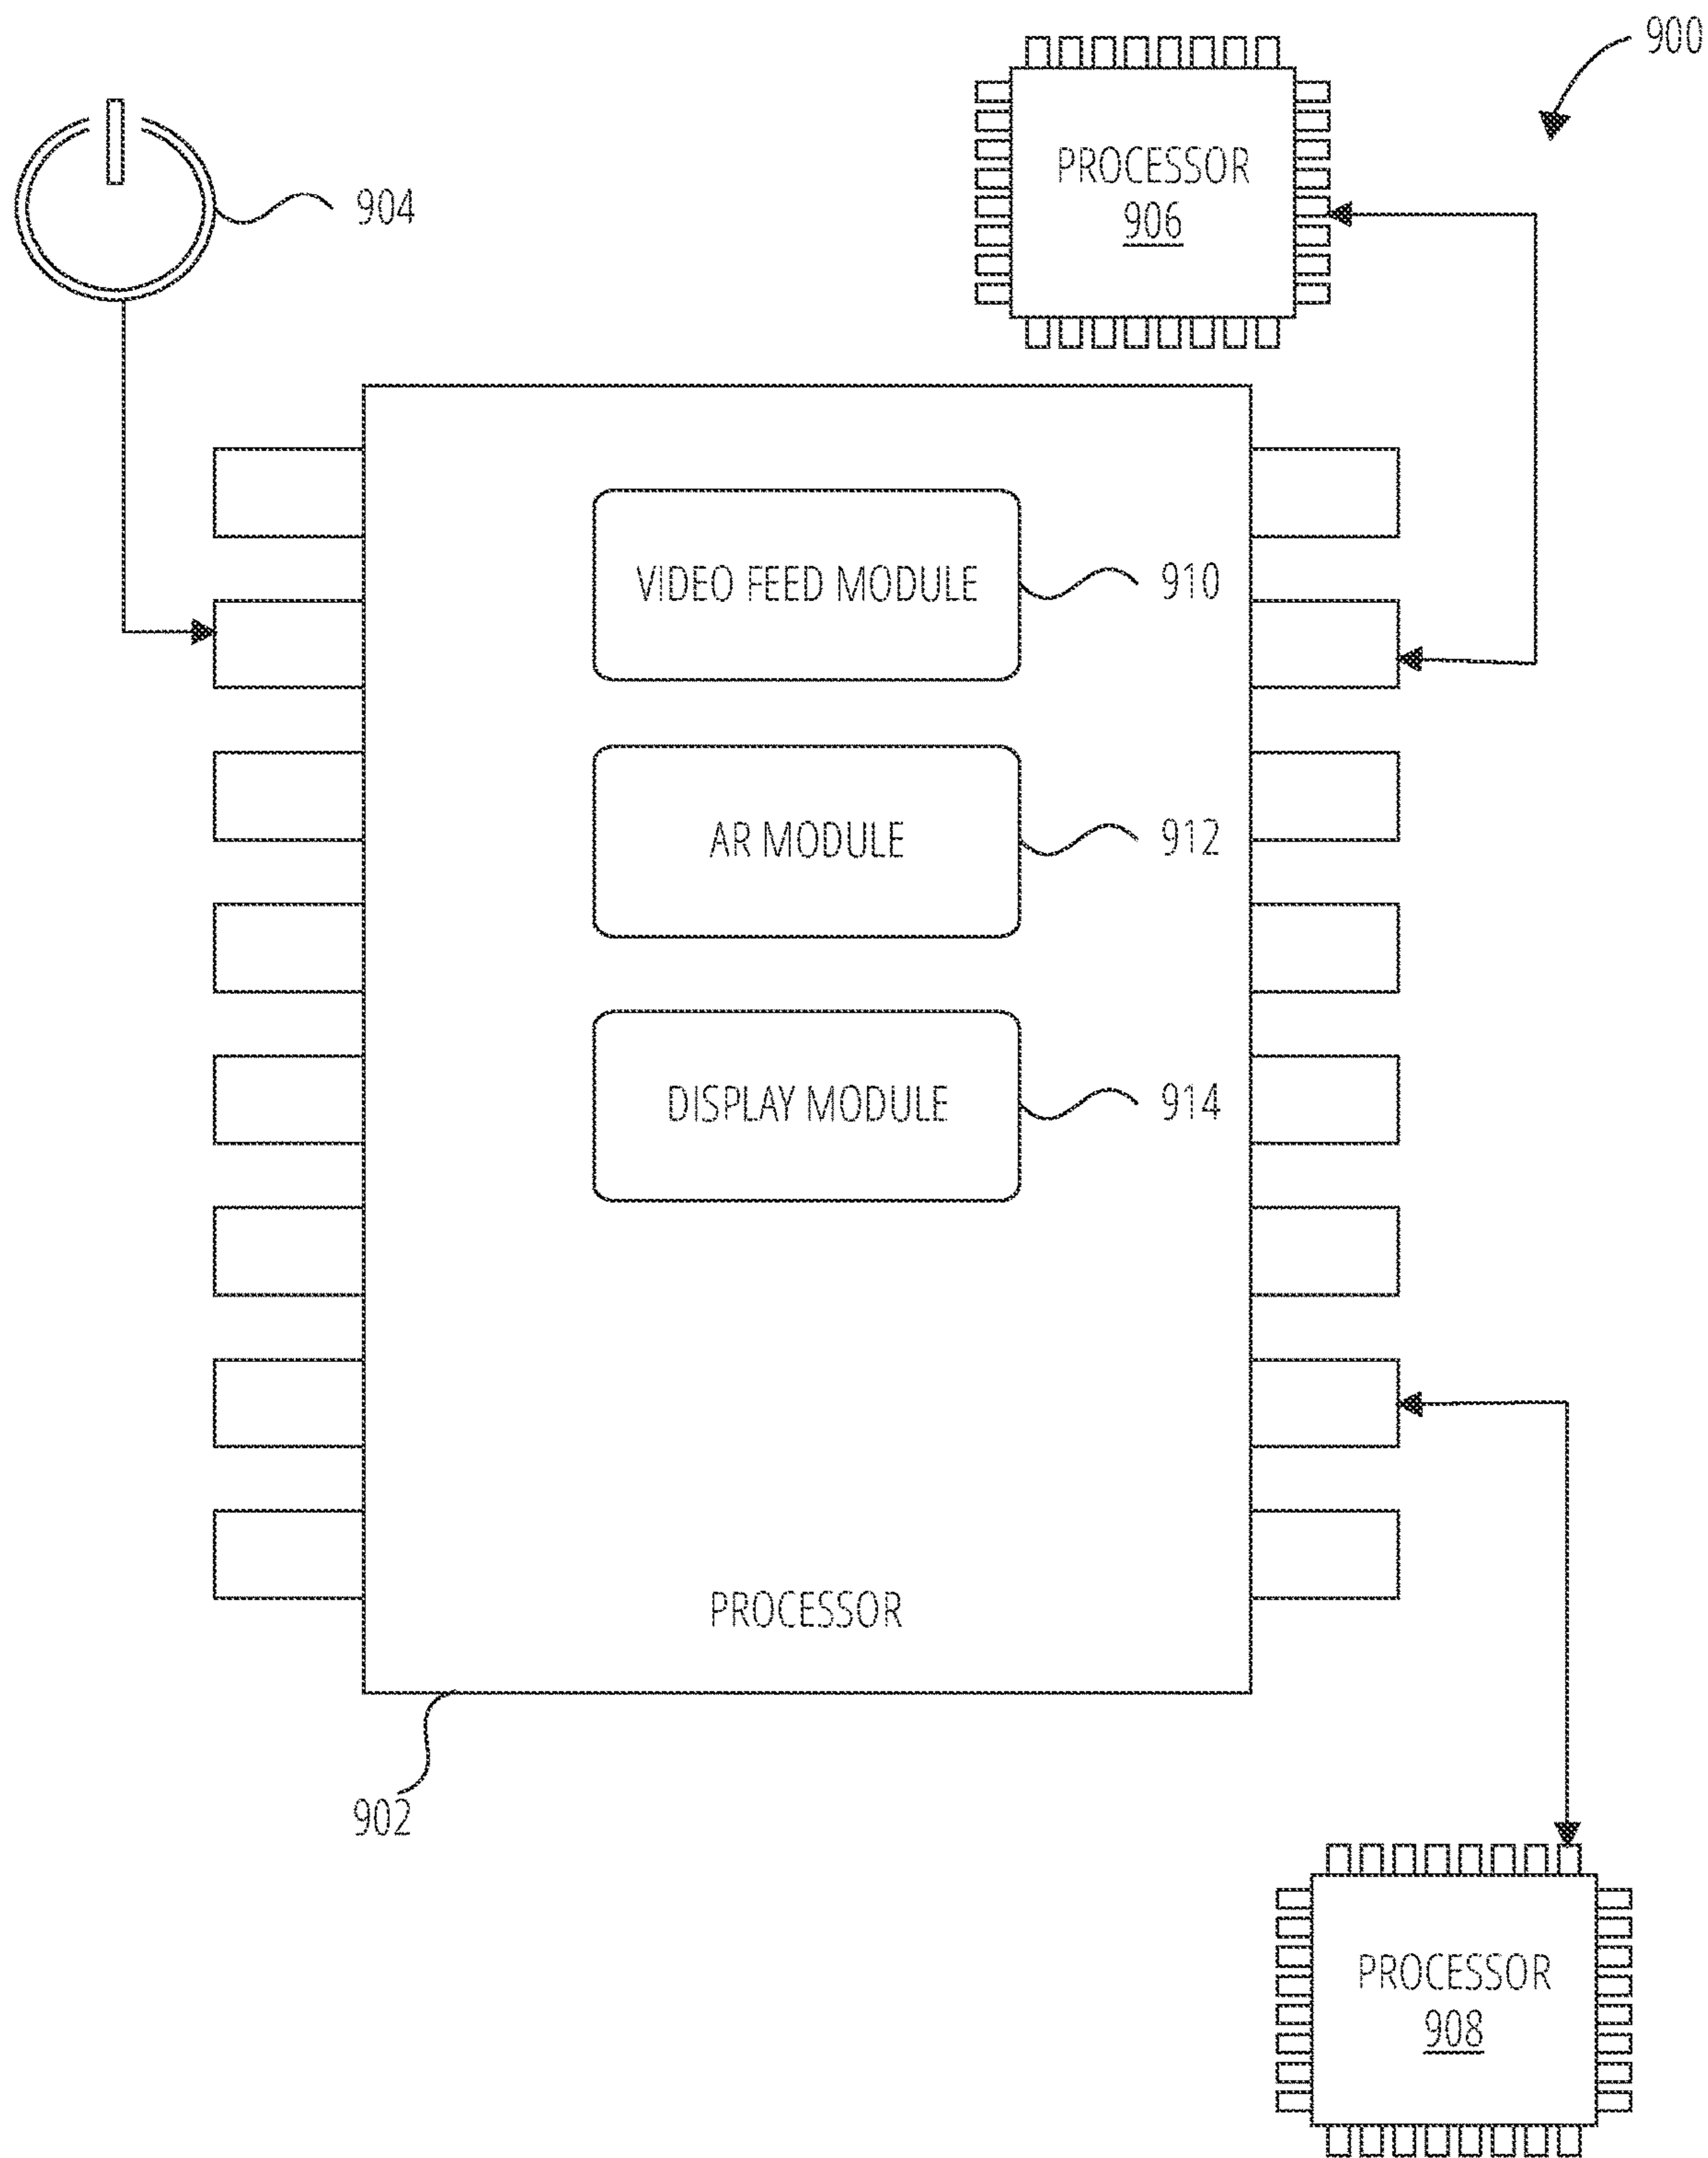 900
904
PROCESSOR
906
VIDEO FEED MODULE
910
AR MODULE
912
DISPLAY MODULE
914
PROCESSOR
902
PROCESSOR
908